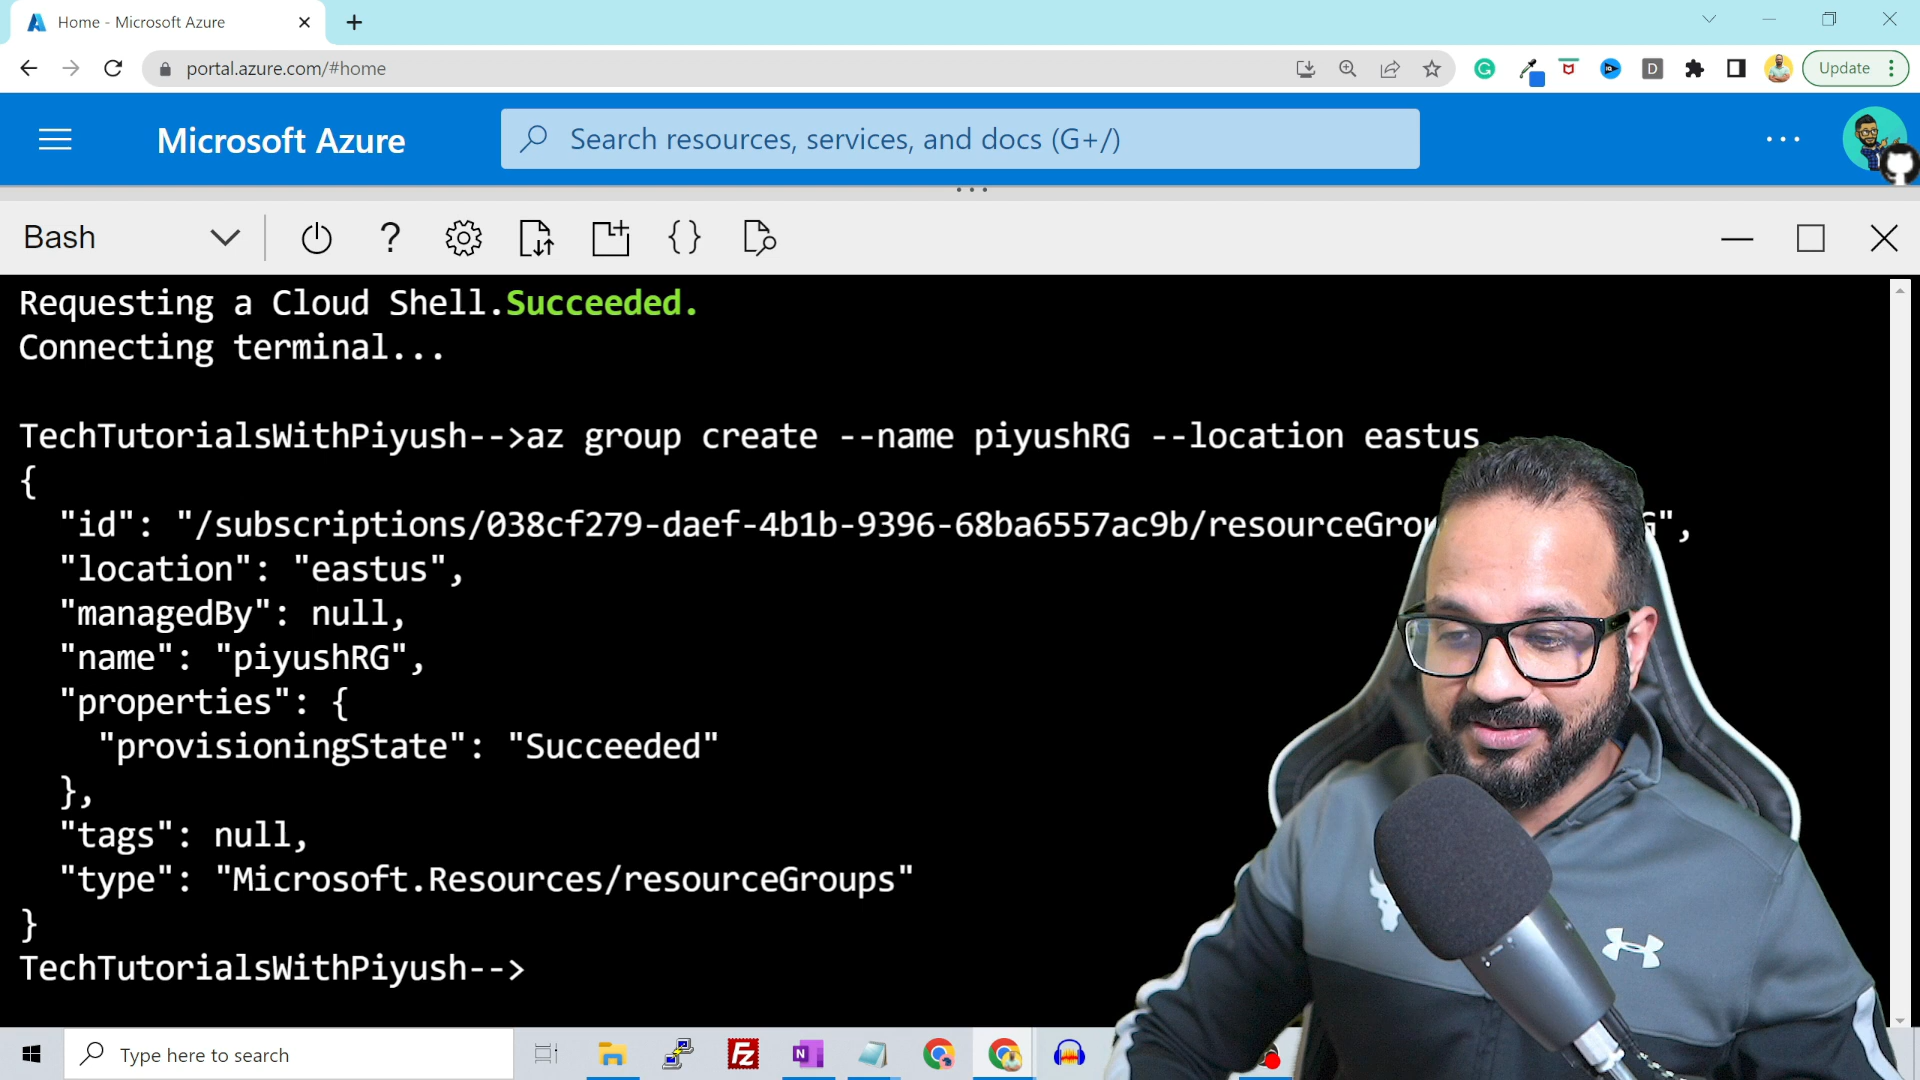 Home - Microsoft Azure
portal.azure.com/#home
Update
Microsoft Azure
Search resources, services, and docs (G+/)
Bash
Requesting a Cloud Shell.Succeeded.
Connecting terminal...
TechTutorialsWithPiyush-->az group create --name piyushRG --location eastus
{
"id": "/subscriptions/038cf279-daef-4b1b-9396-68ba6557ac9b/
"location": "eastus",
"managedBy": null,
"name": "piyushRG",
"properties": {
"provisioningState": "Succeeded"
},
"tags": null,
"type": "Microsoft.Resources/resourceGroups"
}
TechTutorialsWithPiyush-->
Type here to search